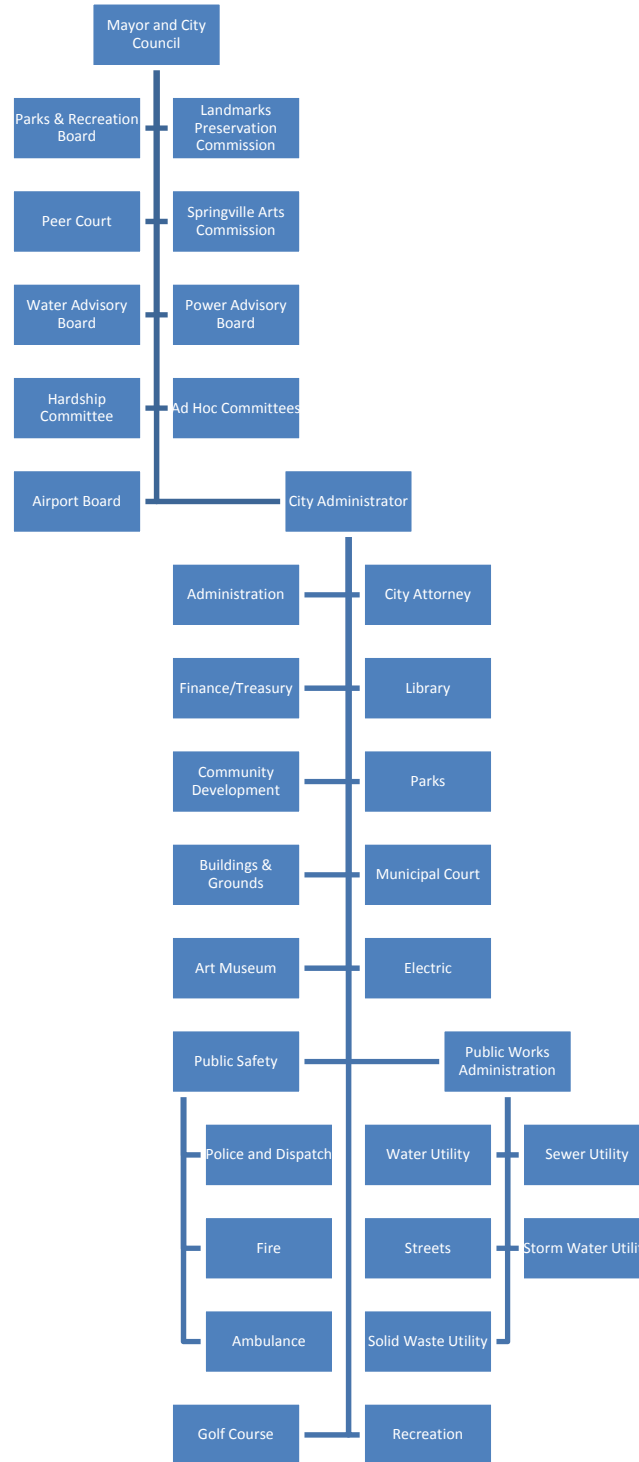 Mayor and City
Council
Parks & Recreation
Board
Landmarks
Preservation
Commission
Peer Court
Springville Arts
Commission
Water Advisory
Board
Power Advisory
Board
Hardship
Committee
Ad Hoc Committees
Airport Board
City Administrator
Administration
City Attorney
Finance/Treasury
Library
Community
Development
Parks
Buildings &
Grounds
Municipal Court
Art Museum
Electric
Public Safety
Public Works
Administration
Police and Dispatch
Water Utility
Sewer Utility
Fire
Streets
Storm Water Utility
Ambulance
Solid Waste Utility
Golf Course
Recreation